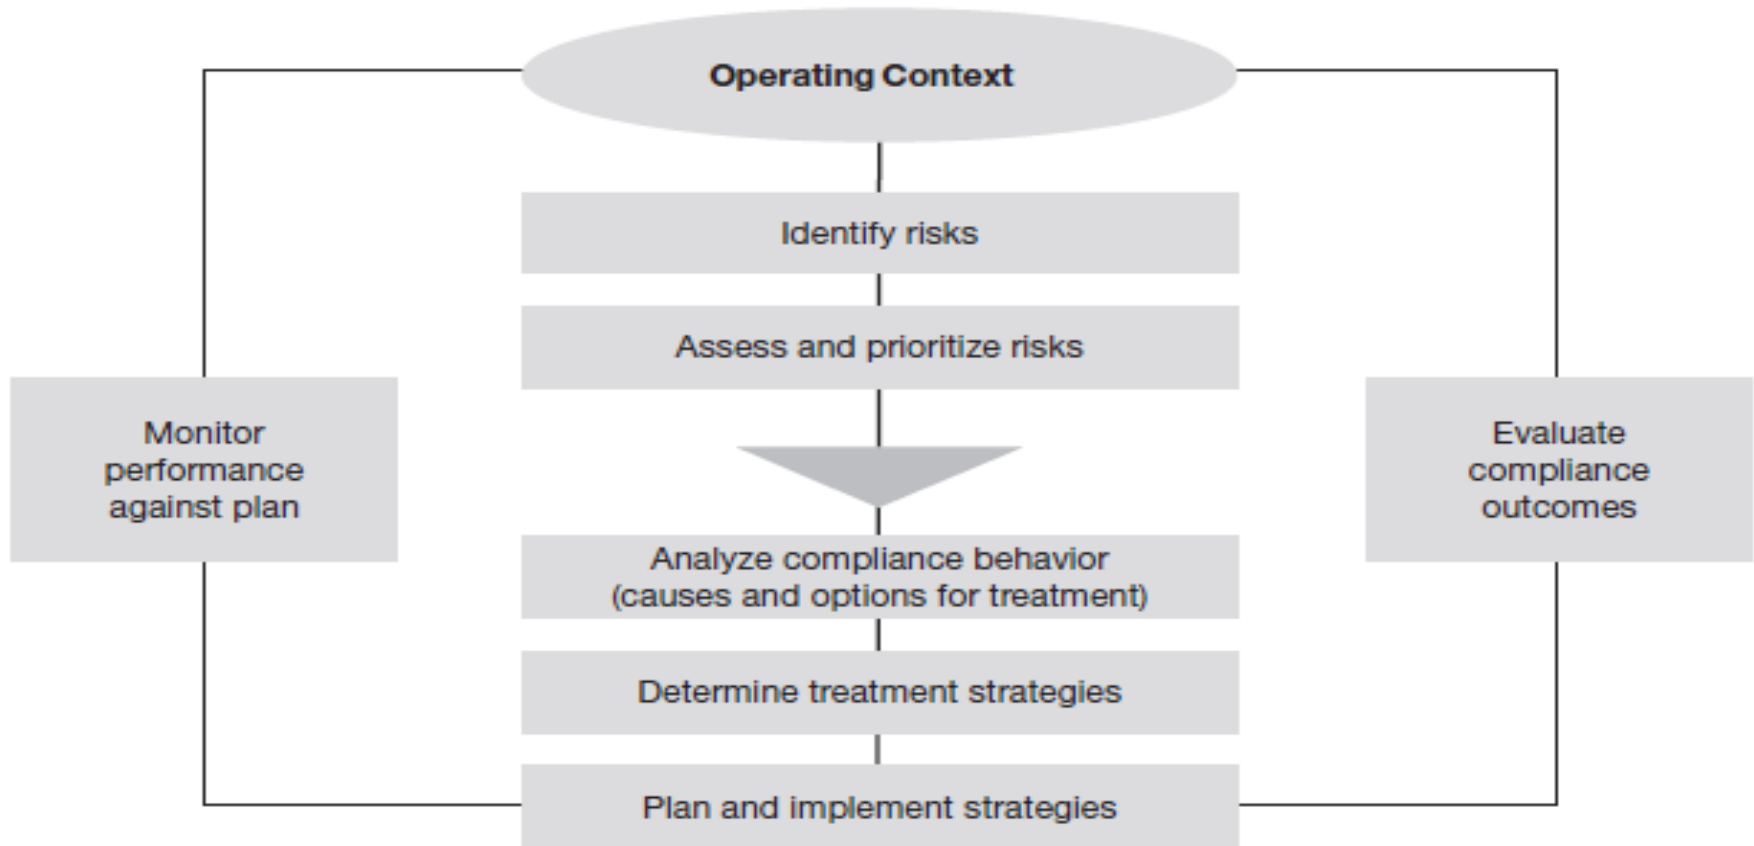 Operating Context
Identify risks
Assess and prioritize risks
Monitor
performance
against plan
Evaluate
compliance
outcomes
Analyze compliance behavior
(causes and options for treatment)
Determine treatment strategies
Plan and implement strategies